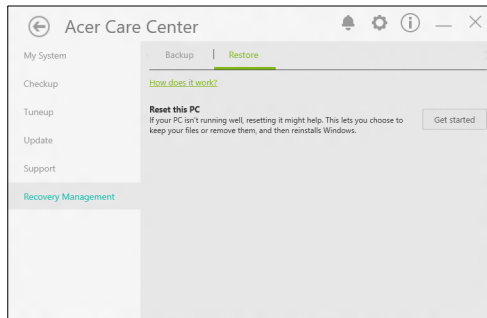 Acer Care Center
My System
Checkup
Tuneup
Update
Support
Recovery Management
Backup
Restore
How does it work?
Reset this PC
If your PC isn't running well, resetting it might help. This lets you choose to
keep your files or remove them, and then reinstalls Windows.
Get started